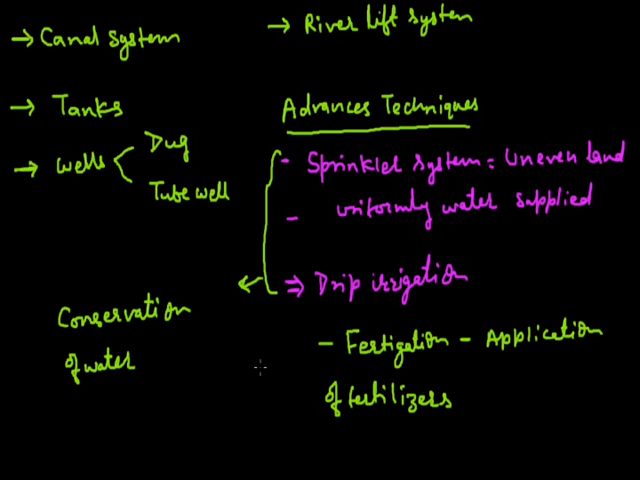 → Canal system
→ River lift system
→ Tanks
→ Wells
Dug
Tube well
Advances Techniques
- Sprinkler system: Uneven land
- uniformly water supplied
⇒ Drip irrigation
Conservation
of water
- Fertigation - Application
of fertilizers